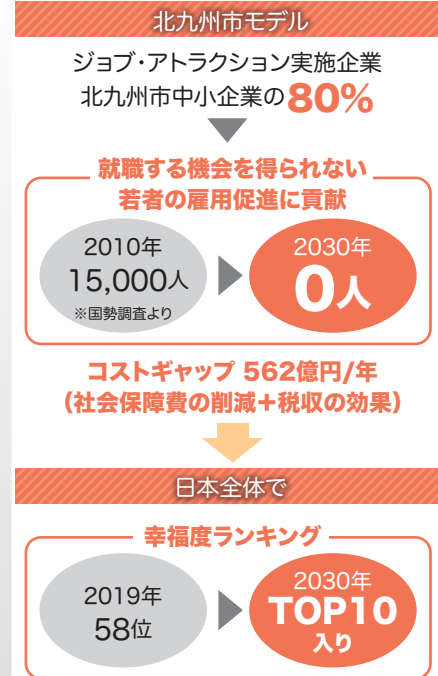 北九州市モデル
ジョブ・アトラクション実施企業
北九州市中小企業の80%
就職する機会を得られない
若者の雇用促進に貢献
2010年
15,000人
※国勢調査より
2030年
0人
コストギャップ 562億円/年
（社会保障費の削減＋税収の効果）
日本全体で
幸福度ランキング
2019年
58位
2030年
TOP10
入り